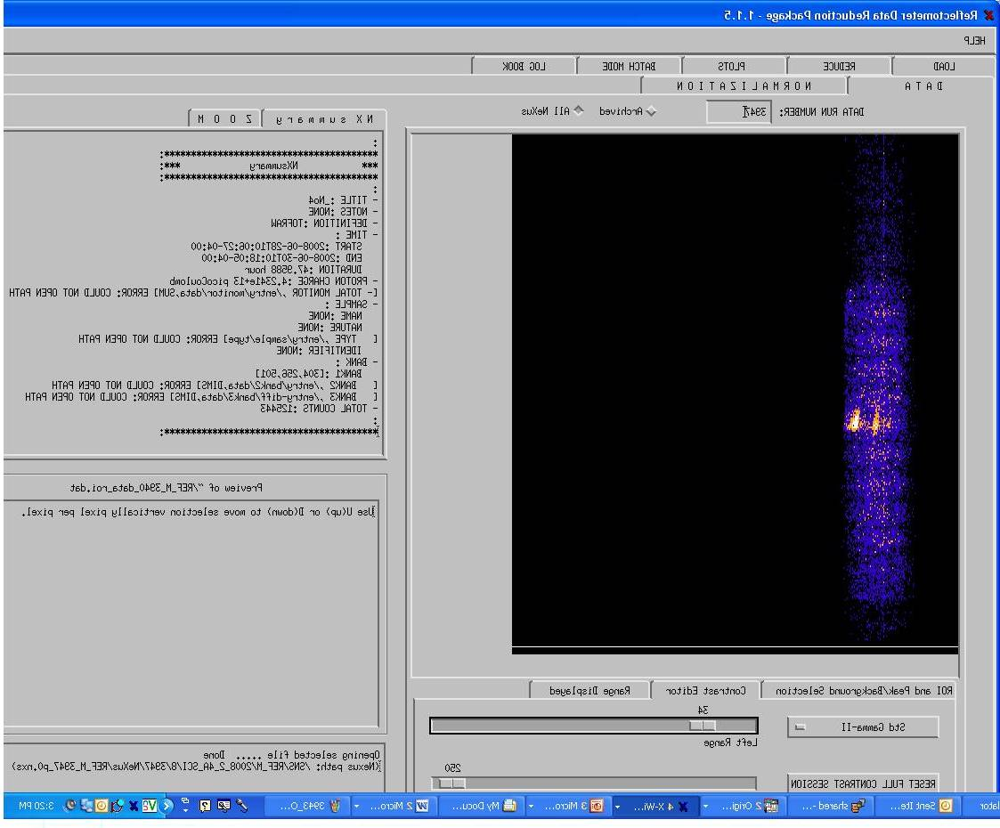 Reflectometer Data Reduction Package - 1.1.5
HELP
LOAD
REDUCE
PLOTS
BATCH MODE
LOG BOOK
D A T A
N O R M A L I Z A T I O N
DATA RUN NUMBER:
3947
Archived
All NeXus
N X s u m m a r y
Z O O M
:
****************************************:
*** NXsummary ***:
****************************************:
:
- TITLE :_No4
- NOTES :NONE
- DEFINITION :TOFRAW
- TIME :
START :2008-06-28T10:06:27-04:00
END :2008-06-30T10:18:05-04:00
DURATION :47.9588 hour
- PROTON CHARGE :4.2341e+13 picoCoulomb
[- TOTAL MONITOR ,/entry/monitor/data,SUM] ERROR: COULD NOT OPEN PATH
- SAMPLE :
NAME :NONE
NATURE :NONE
[ TYPE ,/entry/sample/type] ERROR: COULD NOT OPEN PATH
IDENTIFIER :NONE
- BANK :
BANK1 :[304,256,501]
[ BANK2 ,/entry/bank2/data,DIMS] ERROR: COULD NOT OPEN PATH
[ BANK3 ,/entry-diff/bank3/data,DIMS] ERROR: COULD NOT OPEN PATH
- TOTAL COUNTS :125443
:
****************************************:
Preview of ~/REF_M_3940_data_roi.dat
Use U(up) or D(down) to move selection vertically pixel per pixel.
ROI and Peak/Background Selection
Contrast Editor
Range Displayed
Std Gamma-II
34
Left Range
250
RESET FULL CONTRAST SESSION
Opening selected file ..... Done
(Nexus path: /SNS/REF_M/2008_2_4A_SCI/8/3947/NeXus/REF_M_3947_p0.nxs)
lator
Sent Ite...
shared -...
2 Origi...
4 X-Wi...
3 Micro...
My Docu...
2 Micro...
3943_O...
3:20 PM